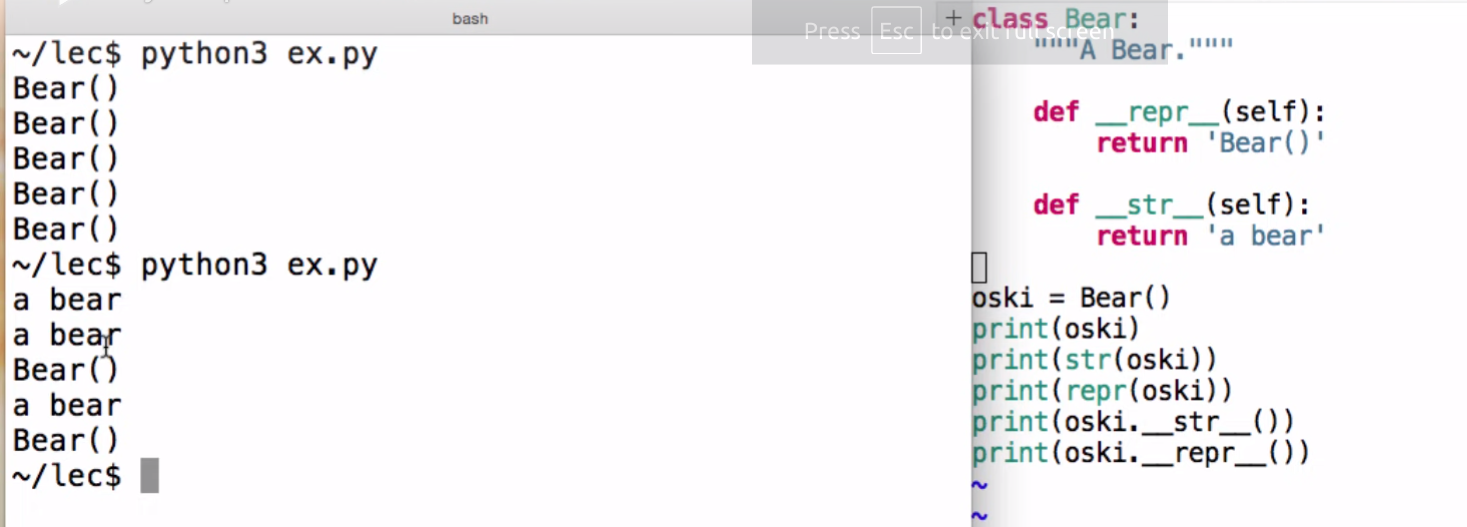 bash
~/lec$ python3 ex.py
Bear()
Bear()
Bear()
Bear()
Bear()
~/lec$ python3 ex.py
a bear
a bear
Bear()
a bear
Bear()
~/lec$
Press Esc to exit full screen
+
class Bear:
    """A Bear."""
    def __repr__(self):
        return 'Bear()'
    def __str__(self):
        return 'a bear'
oski = Bear()
print(oski)
print(str(oski))
print(repr(oski))
print(oski.__str__())
print(oski.__repr__())
~
~